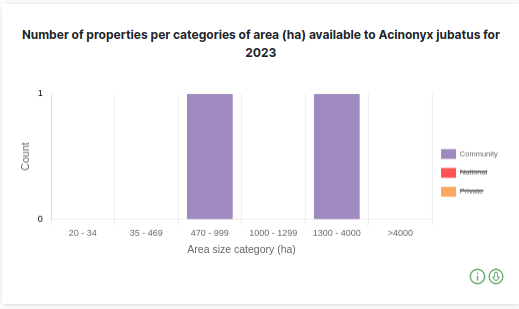 Number of properties per categories of area (ha) available to Acinonyx jubatus for
2023
1
Count
0
Community
National
Private
20 - 34
35 - 469
470 - 999
1000 - 1299
1300 - 4000
>4000
Area size category (ha)